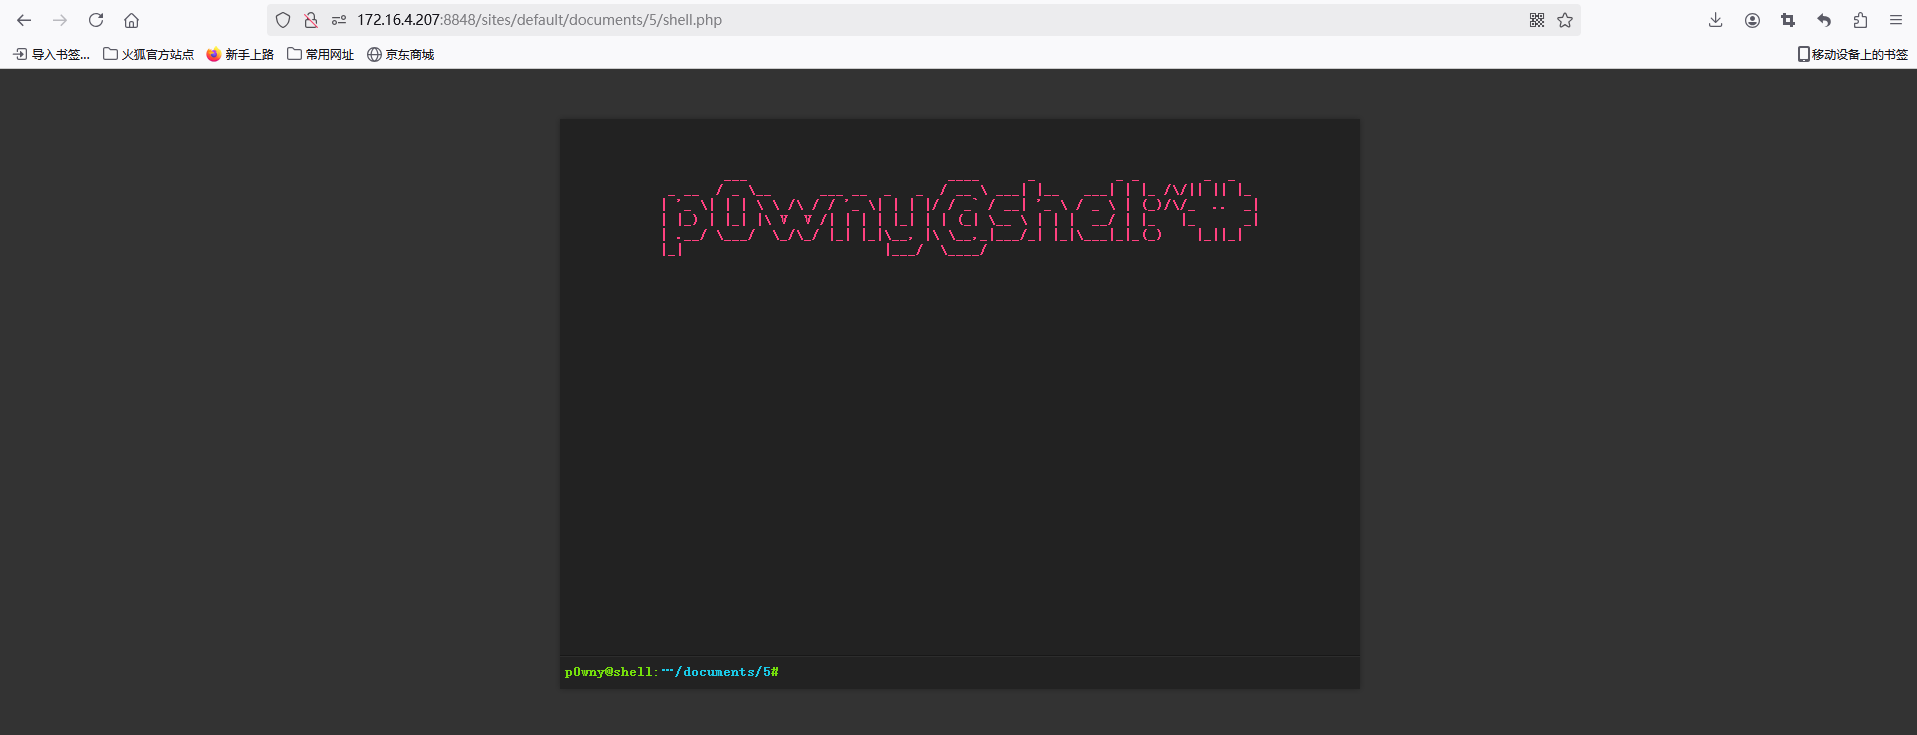 172.16.4.207:8848/sites/default/documents/5/shell.php
导入书签... 火狐官方站点 新手上路 常用网址 京东商城 移动设备上的书签
p0wny@shell:~#
p0wny@shell:…/documents/5#